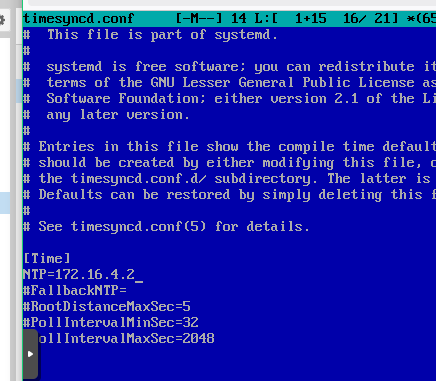 timesyncd.conf [-M--] 14 L:[ 1+15 16/ 21] *(65
# This file is part of systemd.
#
# systemd is free software; you can redistribute it
# terms of the GNU Lesser General Public License as
# Software Foundation; either version 2.1 of the Li
# any later version.
#
# Entries in this file show the compile time default
# should be created by either modifying this file, o
# the timesyncd.conf.d/ subdirectory. The latter is
# Defaults can be restored by simply deleting this f
#
# See timesyncd.conf(5) for details.
[Time]
NTP=172.16.4.2_
#FallbackNTP=
#RootDistanceMaxSec=5
#PollIntervalMinSec=32
ollIntervalMaxSec=2048